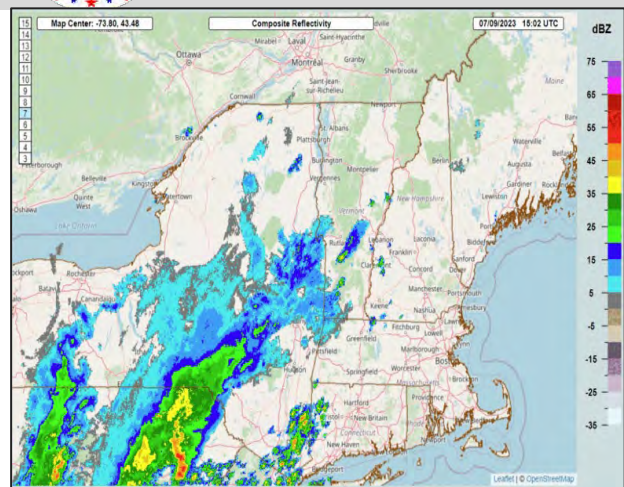 Map Center: -73.80, 43.48
Composite Reflectivity
07/09/2023 15:02 UTC
dBZ
15
14
13
12
11
10
9
8
7
6
5
4
3
75
65
55
45
35
25
15
5
-5
-15
-25
-35
Mirabel
Laval
Saint-Hyacinthe
Ottawa
Montréal
Granby
Sherbrooke
Saint-Jean-
sur-Richelieu
Cornwall
Newport
Maine
St. Albans
Brockville
Plattsburgh
Burlington
Berlin
Waterville
Belfast
Peterborough
Belleville
Kingston
Vergennes
Montpelier
Augusta
Gardiner
Rockland
Quinte
West
Watertown
Lewiston
Oshawa
Lake Ontario
Vermont
New Hampshire
Rutland
Lebanon
Laconia
Biddeford
Franklin
Sanford
Concord
Dover
Rochester
Batavia
Canandaigua
Manchester
Portsmouth
Keene
Nashua
Fitchburg
Lowell
Greenfield
Lynn
Pittsfield
Marlborough
Boston
Hudson
Springfield
Worcester
Massachusetts
Brockton
Hartford
Providence
Bristol
New Britain
Connecticut
New Haven
Newport
Bridgeport
Leaflet | © OpenStreetMap